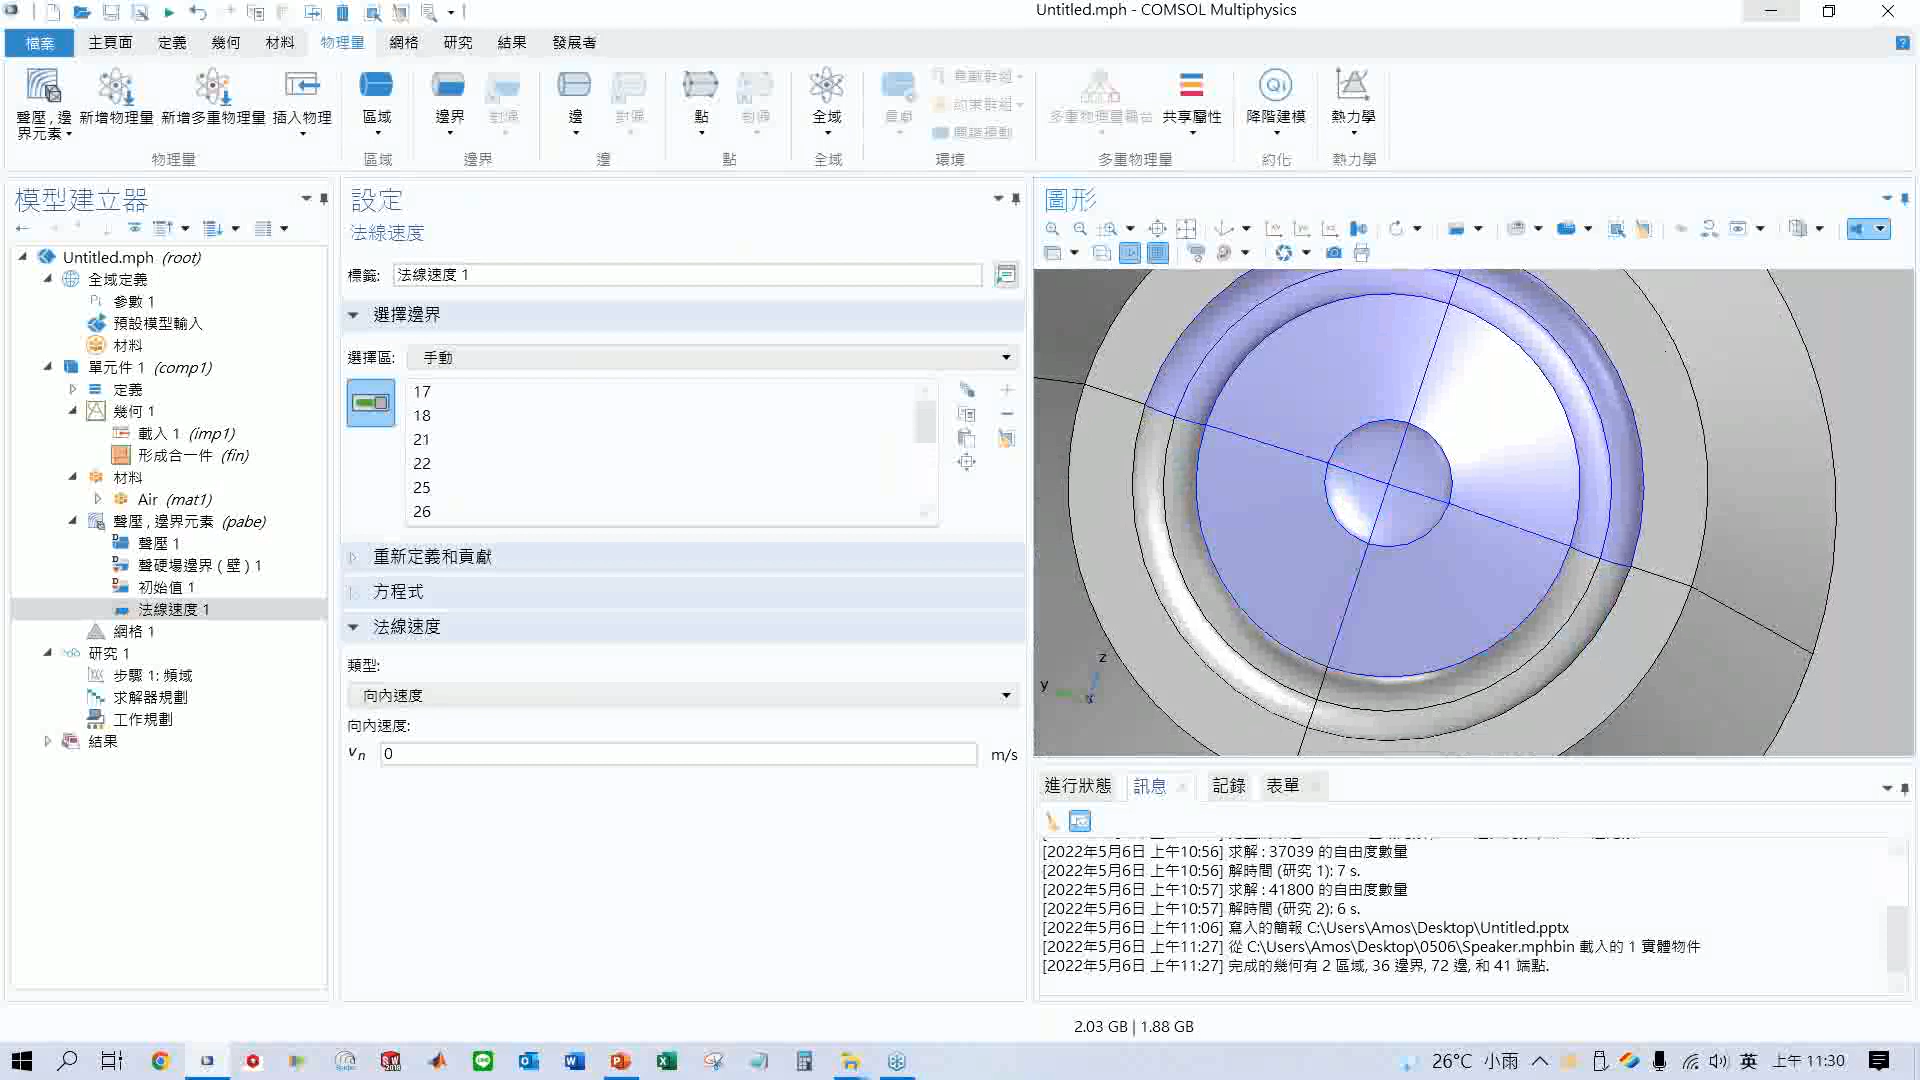 Untitled.mph - COMSOL Multiphysics
檔案 主頁面 定義 幾何 材料 物理量 網格 研究 結果 發展者
聲壓 , 邊界元素 新增物理量 新增多重物理量 插入物理 區域 邊界 對偶 邊 對偶 點 對偶 全域 負載 負載群組 約束群組 多重物理量耦合 共享屬性 降階建模 熱力學
物理量 區域 邊界 邊 點 全域 環境 多重物理量 約化 熱力學
模型建立器
Untitled.mph (root)
全域定義
參數 1
預設模型輸入
材料
單元件 1 (comp1)
定義
幾何 1
載入 1 (imp1)
形成合一件 (fin)
材料
Air (mat1)
聲壓 , 邊界元素 (pabe)
聲壓 1
聲硬場邊界 ( 壁 ) 1
初始值 1
法線速度 1
網格 1
研究 1
步驟 1: 頻域
求解器規劃
工作規劃
結果
設定
法線速度
標籤: 法線速度 1
選擇邊界
選擇區: 手動
17
18
21
22
25
26
重新定義和貢獻
方程式
法線速度
類型:
向內速度
向內速度:
vn 0 m/s
圖形
z
y
x
進行狀態 訊息 記錄 表單
[2022年5月6日 上午10:56] 求解 : 37039 的自由度數量
[2022年5月6日 上午10:56] 解時間 (研究 1): 7 s.
[2022年5月6日 上午10:57] 求解 : 41800 的自由度數量
[2022年5月6日 上午10:57] 解時間 (研究 2): 6 s.
[2022年5月6日 上午11:06] 寫入的簡報 C:\Users\Amos\Desktop\Untitled.pptx
[2022年5月6日 上午11:27] 從 C:\Users\Amos\Desktop\0506\Speaker.mphbin 載入的 1 實體物件
[2022年5月6日 上午11:27] 完成的幾何有 2 區域, 36 邊界, 72 邊, 和 41 端點.
2.03 GB | 1.88 GB
26°C 小雨 英 上午 11:30